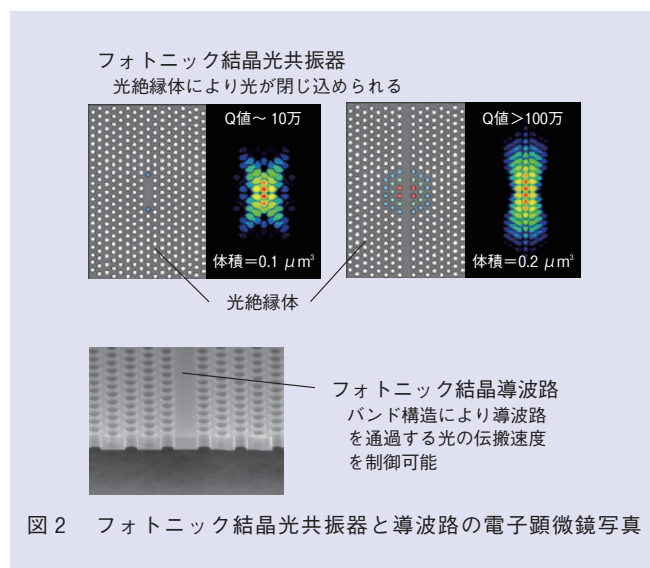 フォトニック結晶光共振器
光絶縁体により光が閉じ込められる
Q値～10万
Q値＞100万
体積＝0.1 μm³
体積＝0.2 μm³
光絶縁体
フォトニック結晶導波路
バンド構造により導波路
を通過する光の伝搬速度
を制御可能
図2　フォトニック結晶光共振器と導波路の電子顕微鏡写真